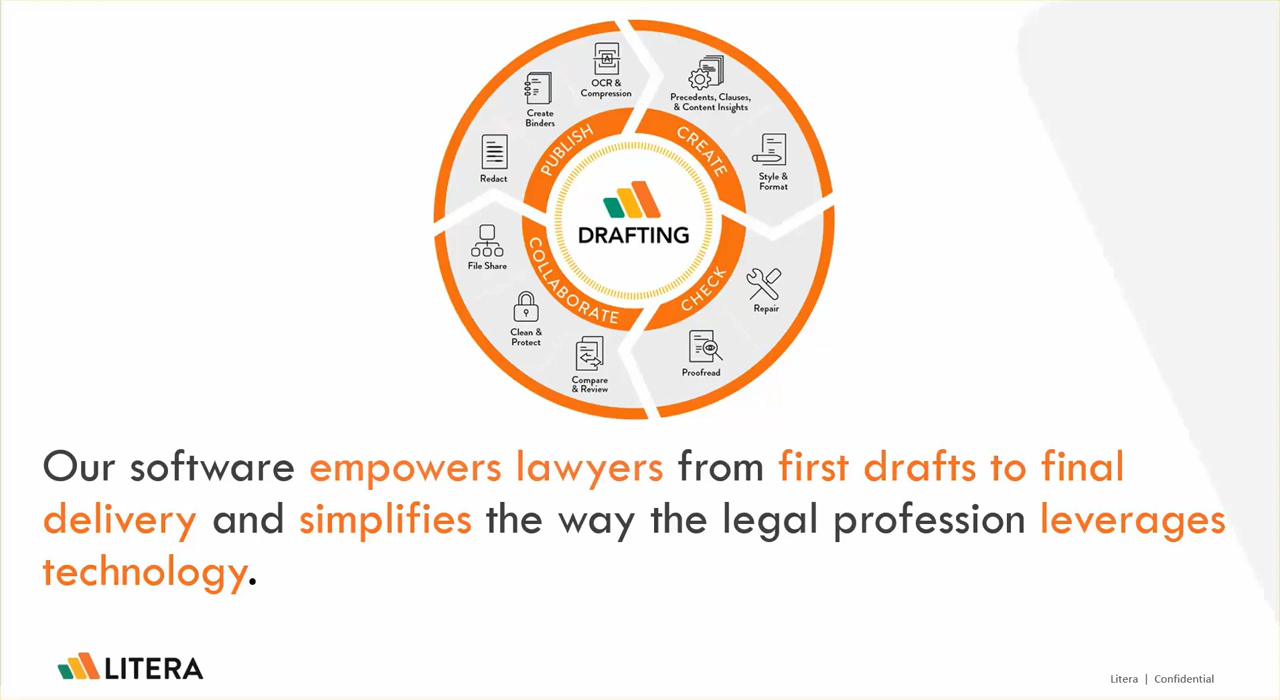 OCR &
Compression
Precedents, Clauses,
& Content Insights
Create
Binders
Style &
Format
Redact
PUBLISH
CREATE
DRAFTING
COLLABORATE
CHECK
File Share
Repair
Clean &
Protect
Proofread
Compare
& Review
Our software empowers lawyers from first drafts to final
delivery and simplifies the way the legal profession leverages
technology.
LITERA
Litera | Confidential